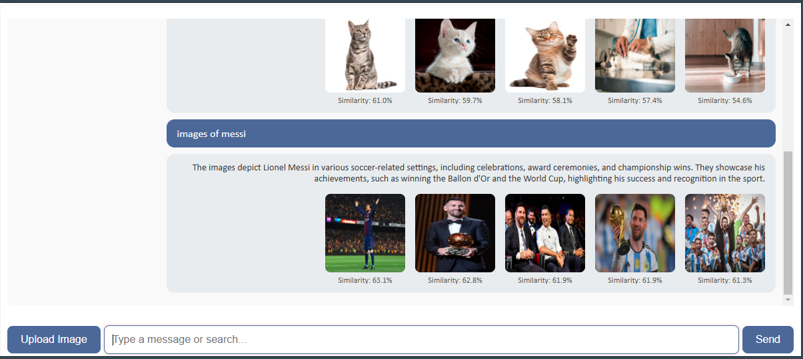 Similarity: 61.0% Similarity: 59.7% Similarity: 58.1% Similarity: 57.4% Similarity: 54.6%
images of messi
The images depict Lionel Messi in various soccer-related settings, including celebrations, award ceremonies, and championship wins. They showcase his
achievements, such as winning the Ballon d'Or and the World Cup, highlighting his success and recognition in the sport.
Similarity: 63.1% Similarity: 62.8% Similarity: 61.9% Similarity: 61.9% Similarity: 61.3%
Upload Image Type a message or search... Send